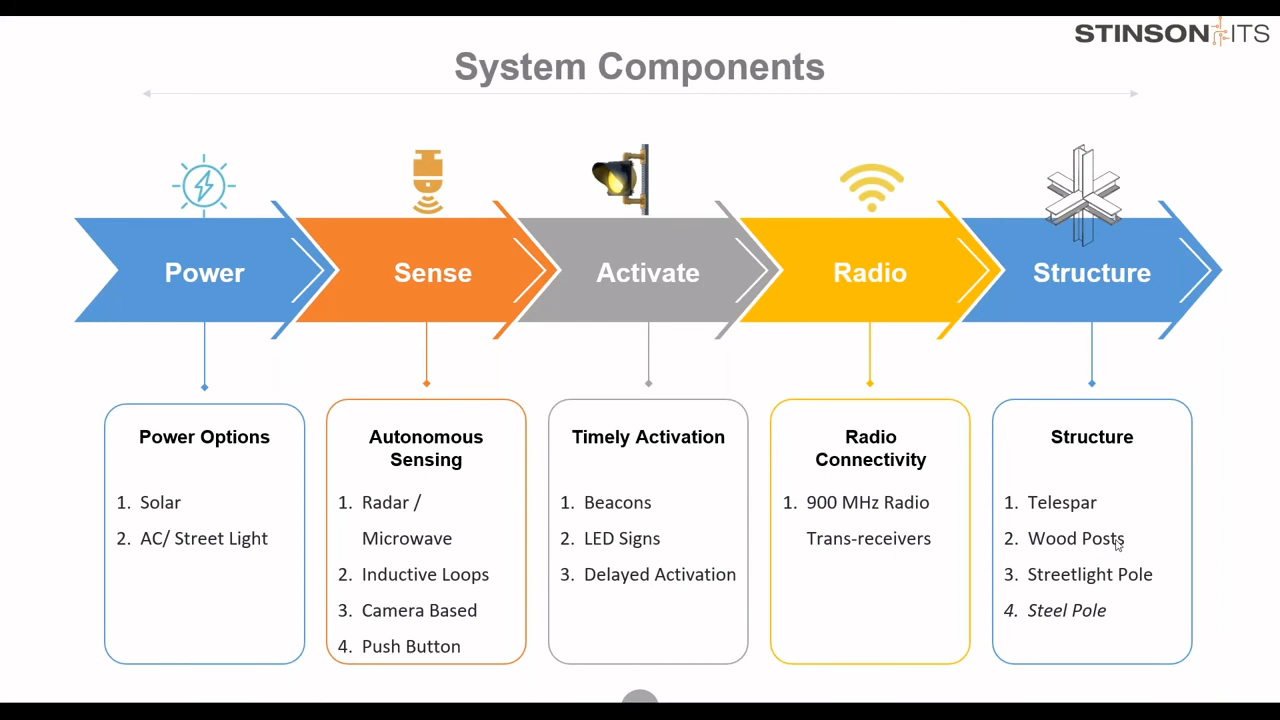 STINSON ITS
System Components
Power
Sense
Activate
Radio
Structure
Power Options
1. Solar
2. AC/ Street Light
Autonomous
Sensing
1. Radar /
Microwave
2. Inductive Loops
3. Camera Based
4. Push Button
Timely Activation
1. Beacons
2. LED Signs
3. Delayed Activation
Radio
Connectivity
1. 900 MHz Radio
Trans-receivers
Structure
1. Telespar
2. Wood Posts
3. Streetlight Pole
4. Steel Pole